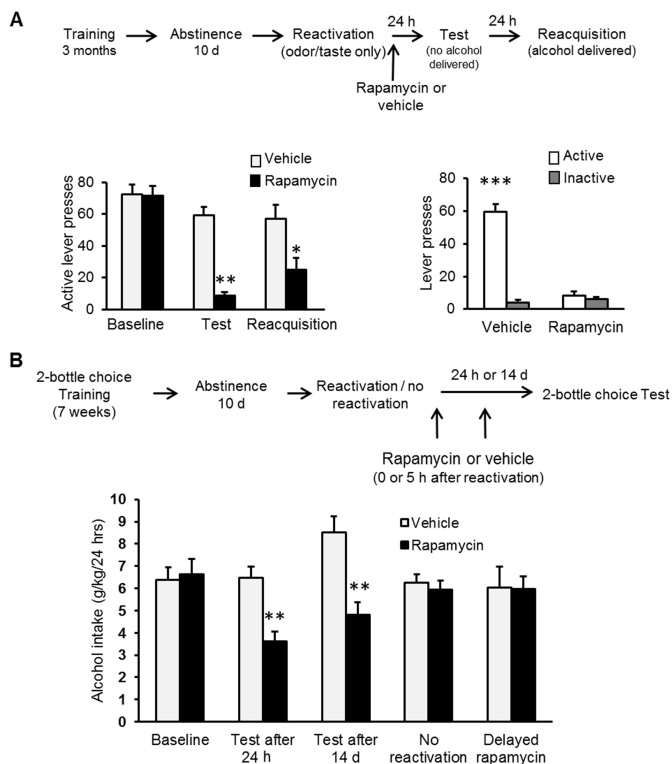 A
Training
3 months
Abstinence
10 d
Reactivation
(odor/taste only)
24 h
Test
(no alcohol
delivered)
24 h
Reacquisition
(alcohol delivered)
Rapamycin or
vehicle
Vehicle
Rapamycin
Active lever presses
80
60
40
20
0
**
*
Baseline
Test
Reacquisition
Active
Inactive
Lever presses
80
60
40
20
0
***
Vehicle
Rapamycin
B
2-bottle choice
Training
(7 weeks)
Abstinence
10 d
Reactivation / no
reactivation
24 h or 14 d
2-bottle choice Test
Rapamycin or vehicle
(0 or 5 h after reactivation)
Alcohol intake (g/kg/24 hrs)
10
9
8
7
6
5
4
3
2
1
0
Vehicle
Rapamycin
**
**
Baseline
Test after
24 h
Test after
14 d
No
reactivation
Delayed
rapamycin